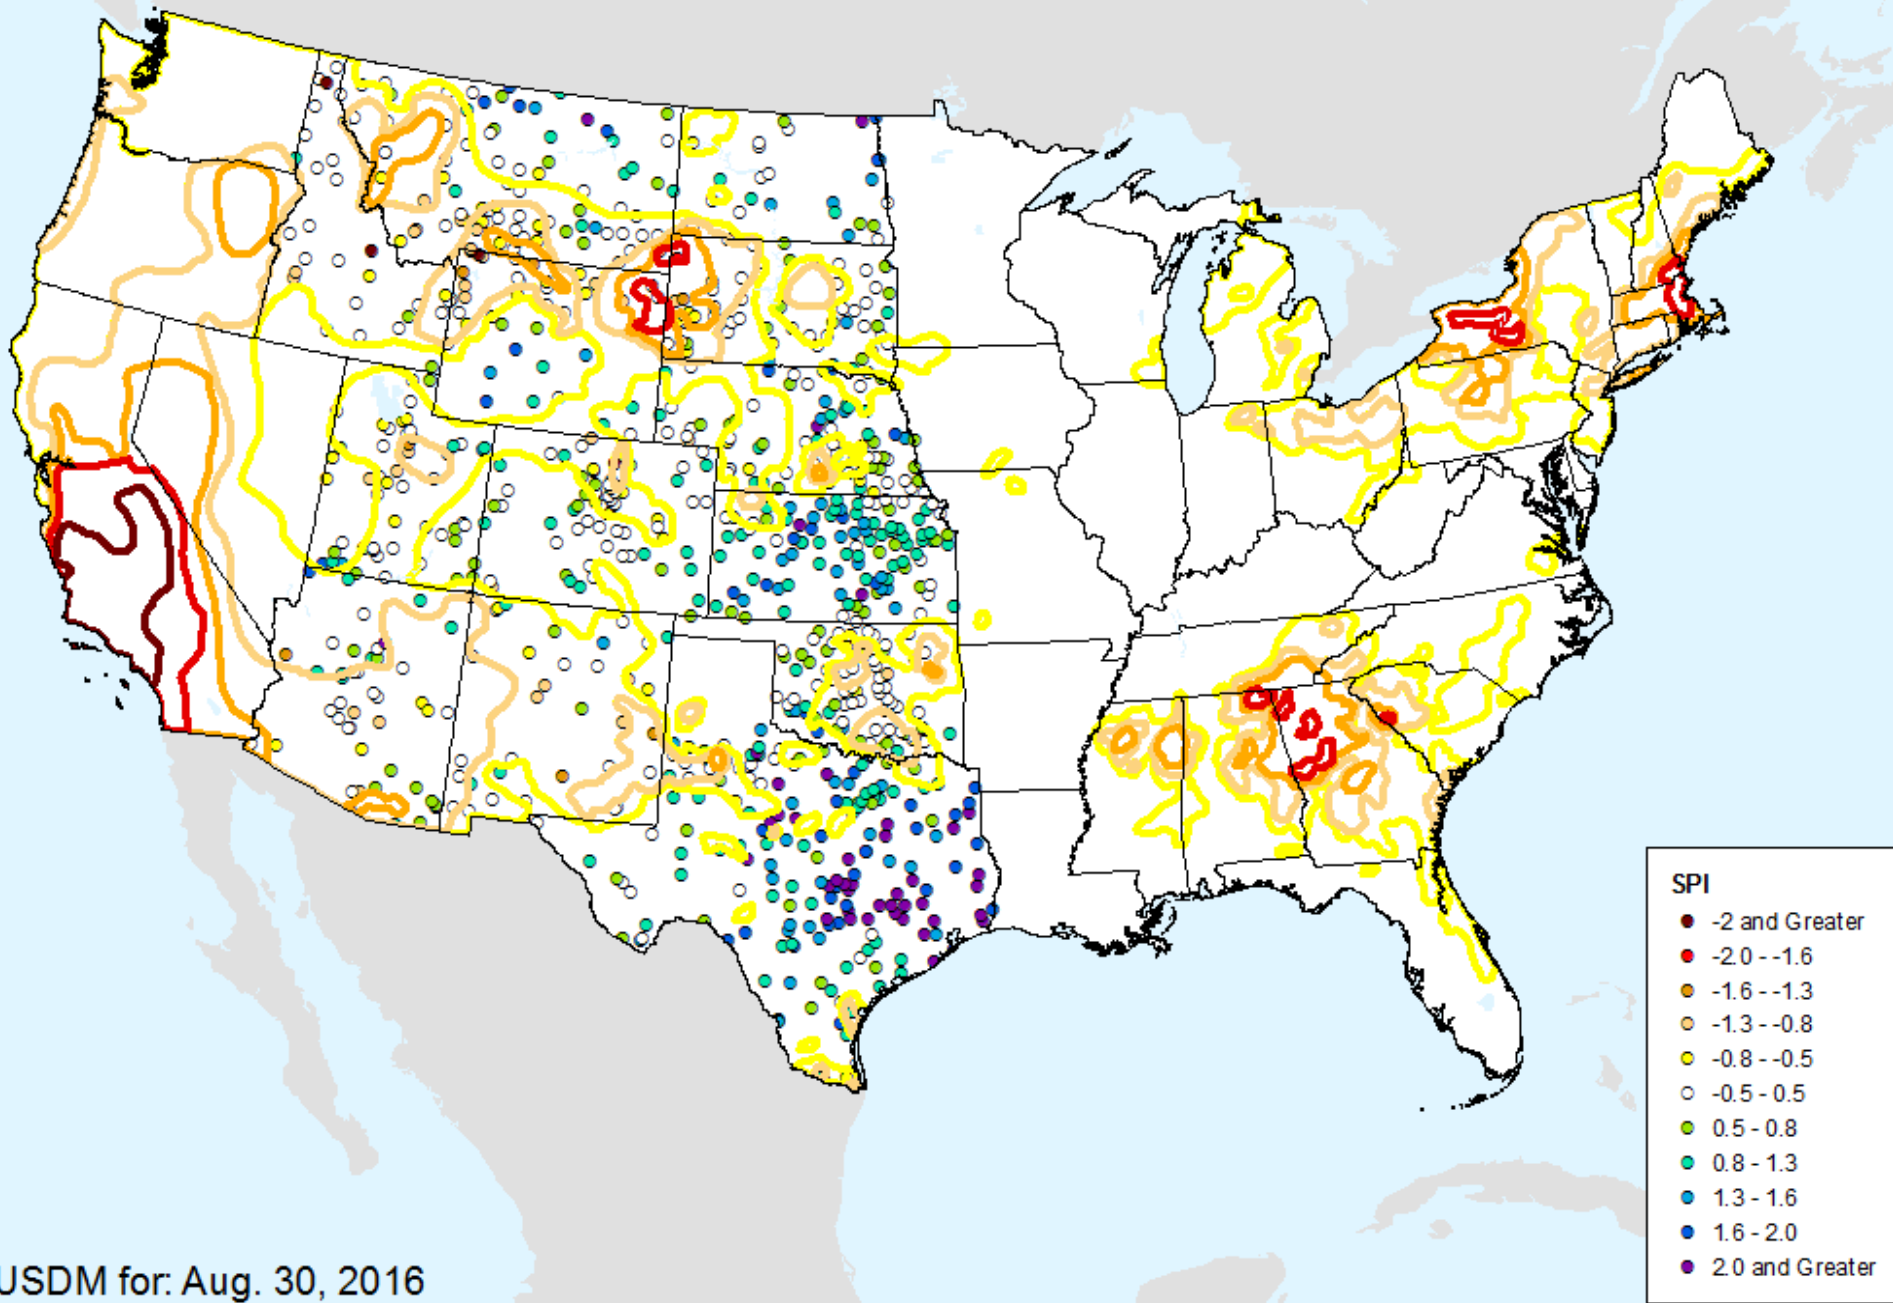 SPI
-2 and Greater
-2.0 - -1.6
-1.6 - -1.3
-1.3 - -0.8
-0.8 - -0.5
-0.5 - 0.5
0.5 - 0.8
0.8 - 1.3
1.3 - 1.6
1.6 - 2.0
2.0 and Greater
USDM for: Aug. 30, 2016